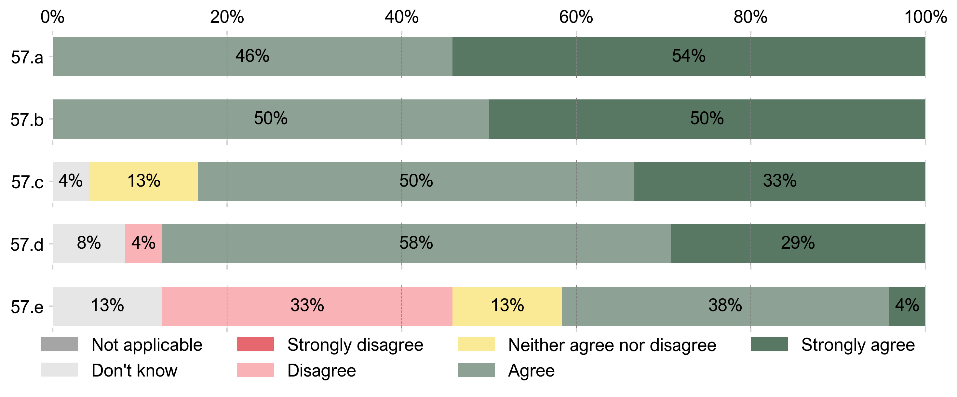 0% 20% 40% 60% 80% 100%
57.a 46% 54%
57.b 50% 50%
57.c 4% 13% 50% 33%
57.d 8% 4% 58% 29%
57.e 13% 33% 13% 38% 4%
Not applicable Strongly disagree Neither agree nor disagree Strongly agree
Don't know Disagree Agree